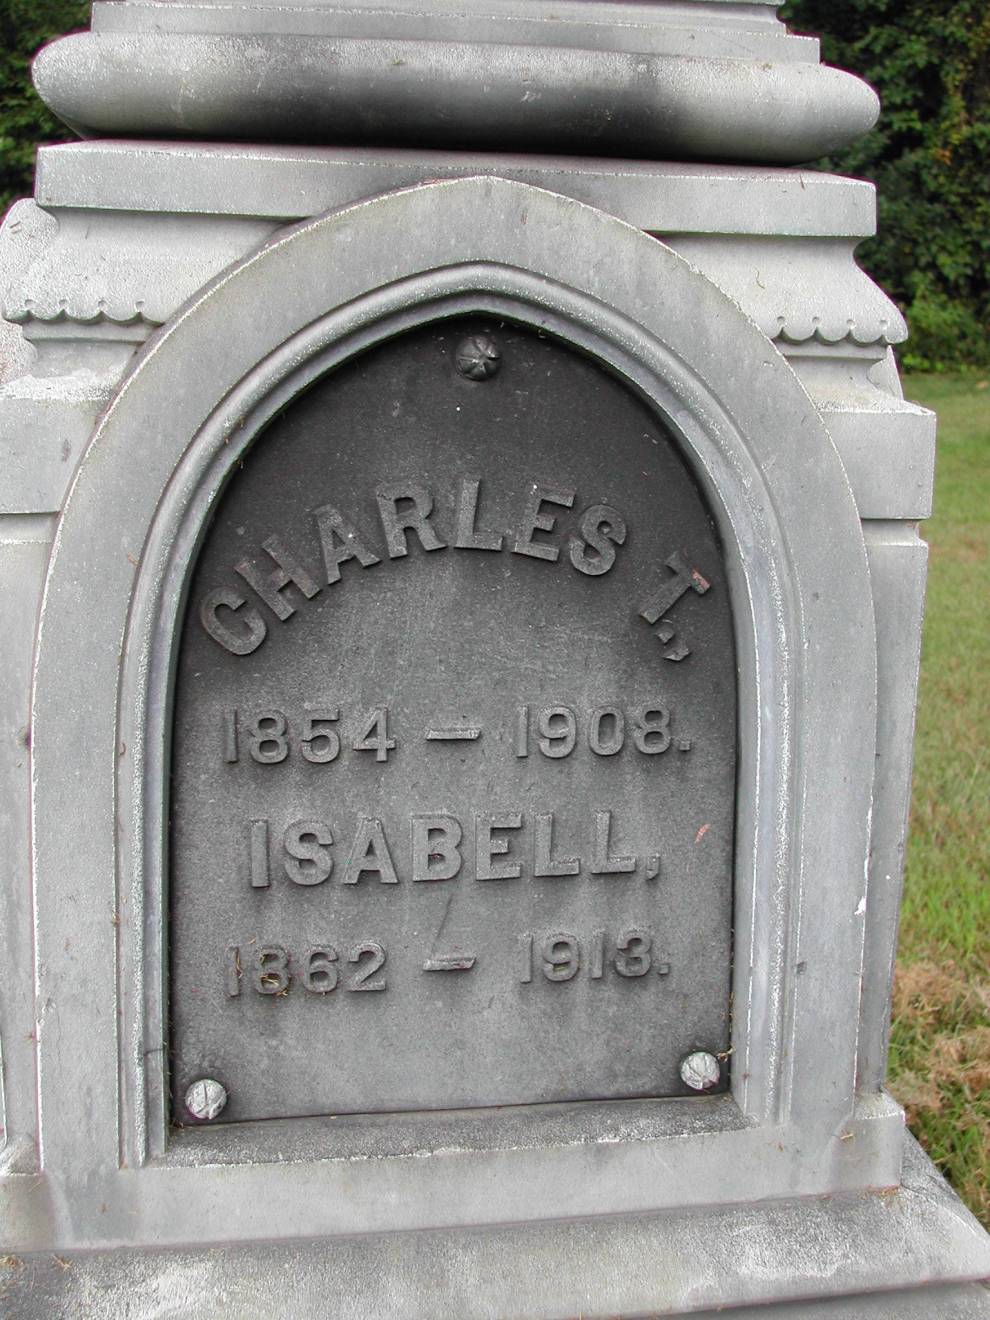 CHARLES T.,
1854 – 1908.
ISABELL,
1862 – 1913.